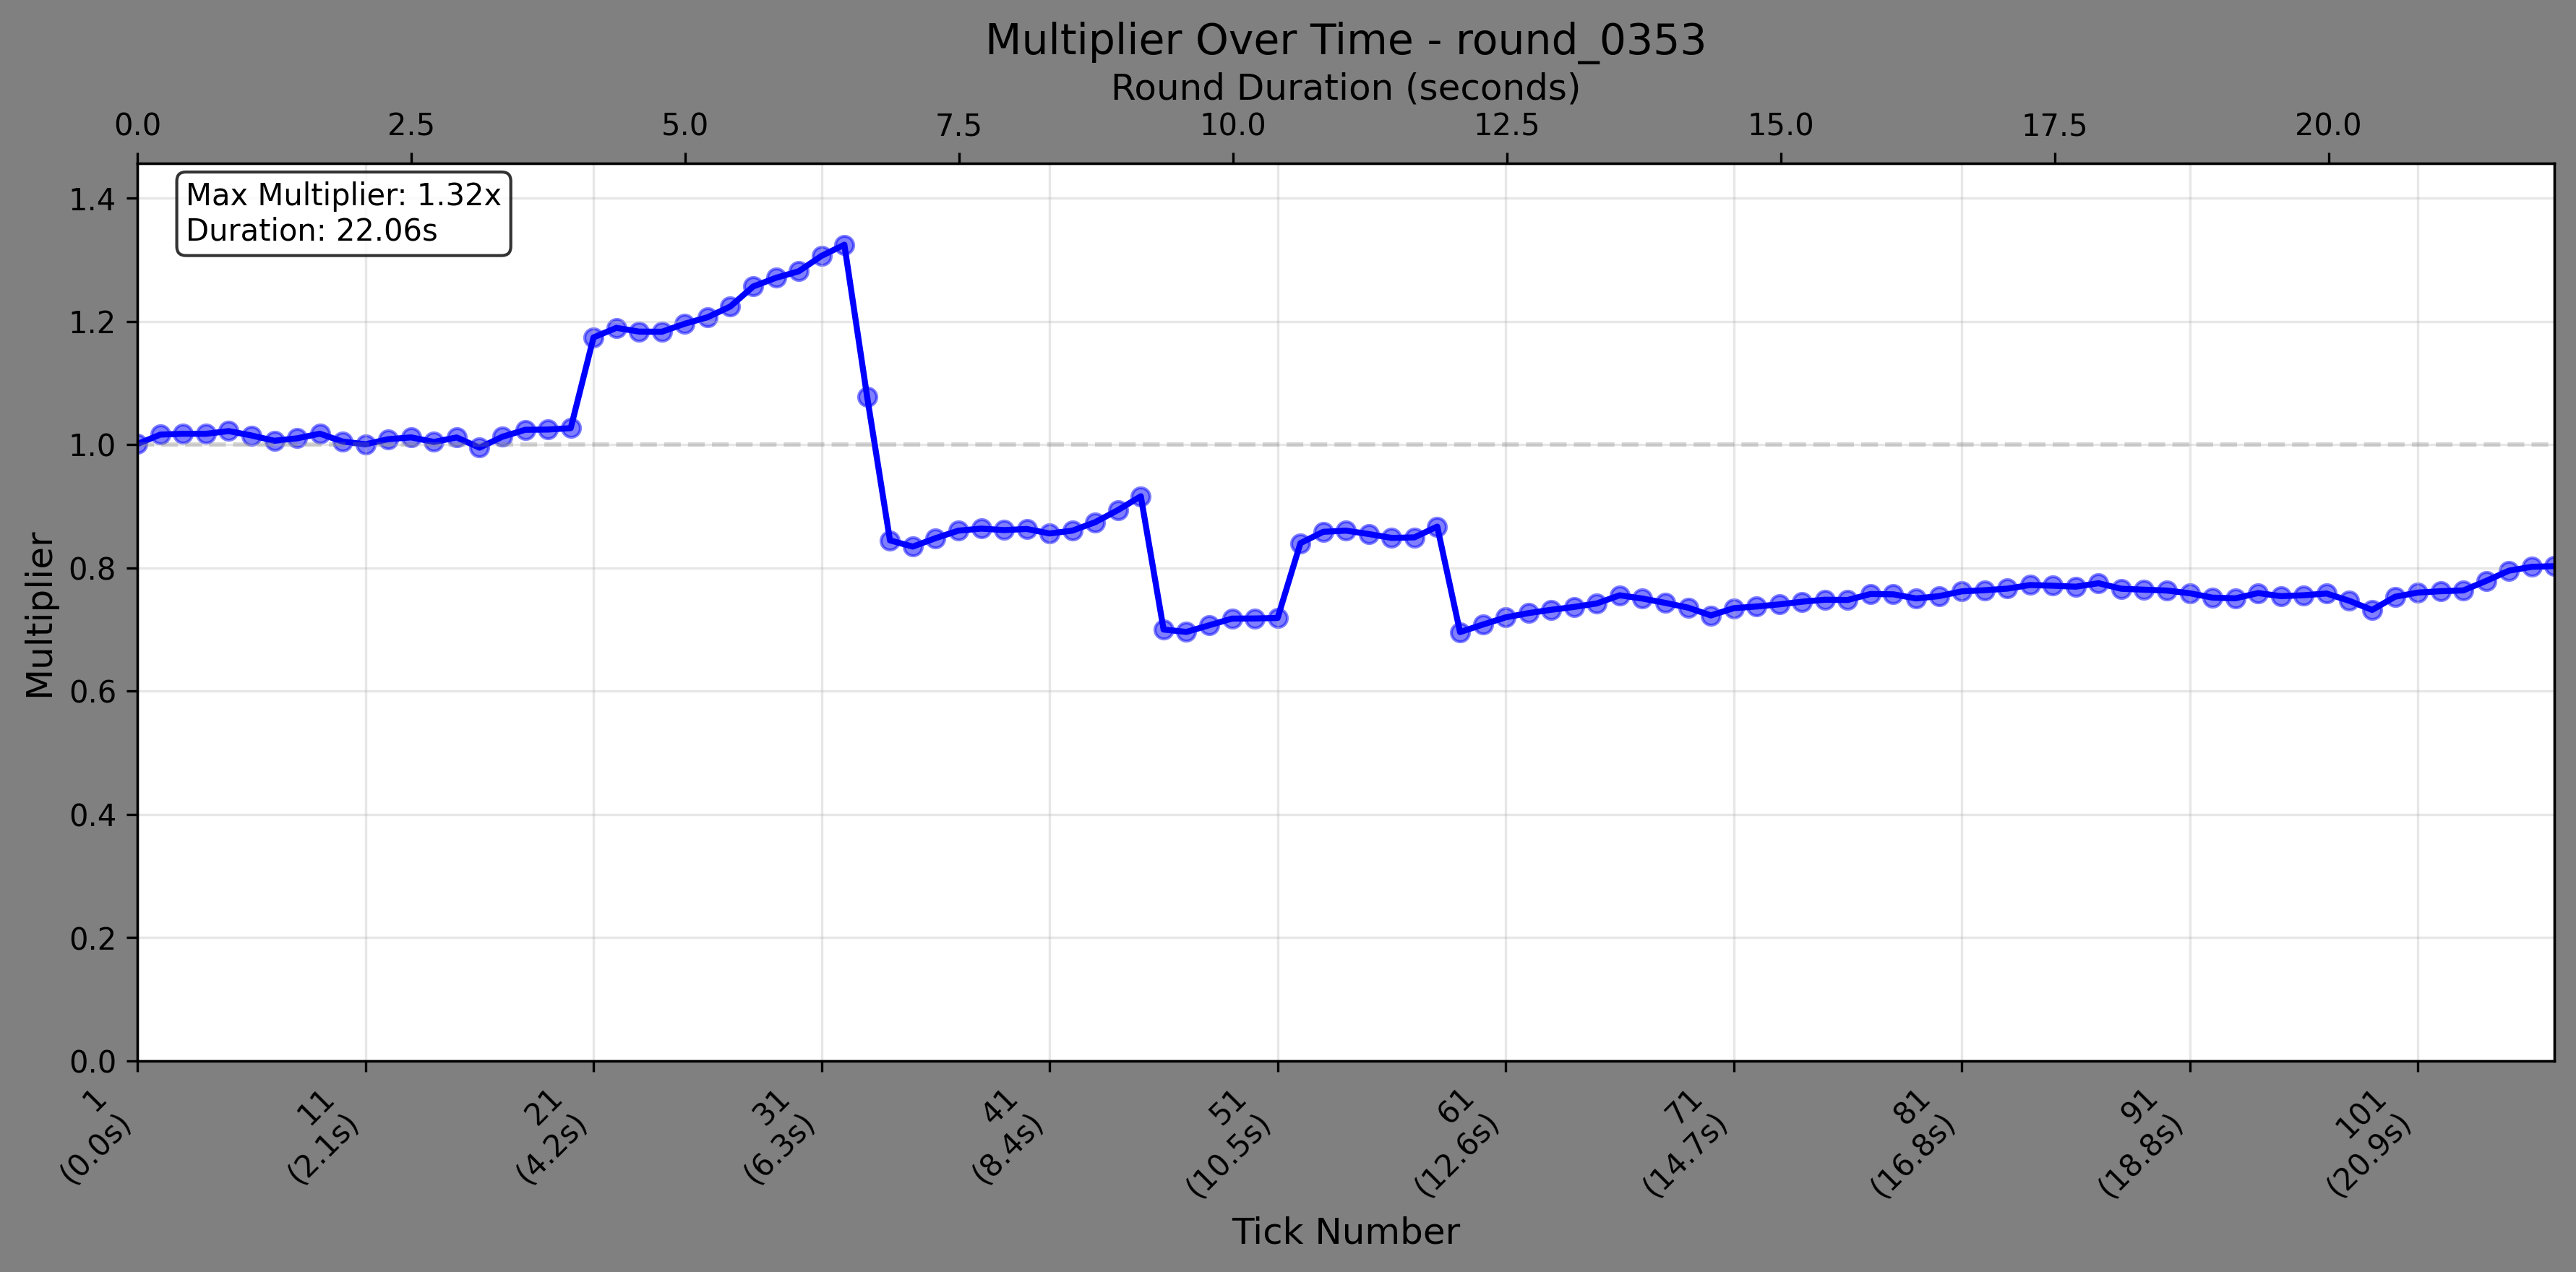 Multiplier Over Time - round_0353
Round Duration (seconds)
0.0 2.5 5.0 7.5 10.0 12.5 15.0 17.5 20.0
Max Multiplier: 1.32x
Duration: 22.06s
Multiplier
1.4
1.2
1.0
0.8
0.6
0.4
0.2
0.0
1 11 21 31 41 51 61 71 81 91 101
(0.0s) (2.1s) (4.2s) (6.3s) (8.4s) (10.5s) (12.6s) (14.7s) (16.8s) (18.8s) (20.9s)
Tick Number